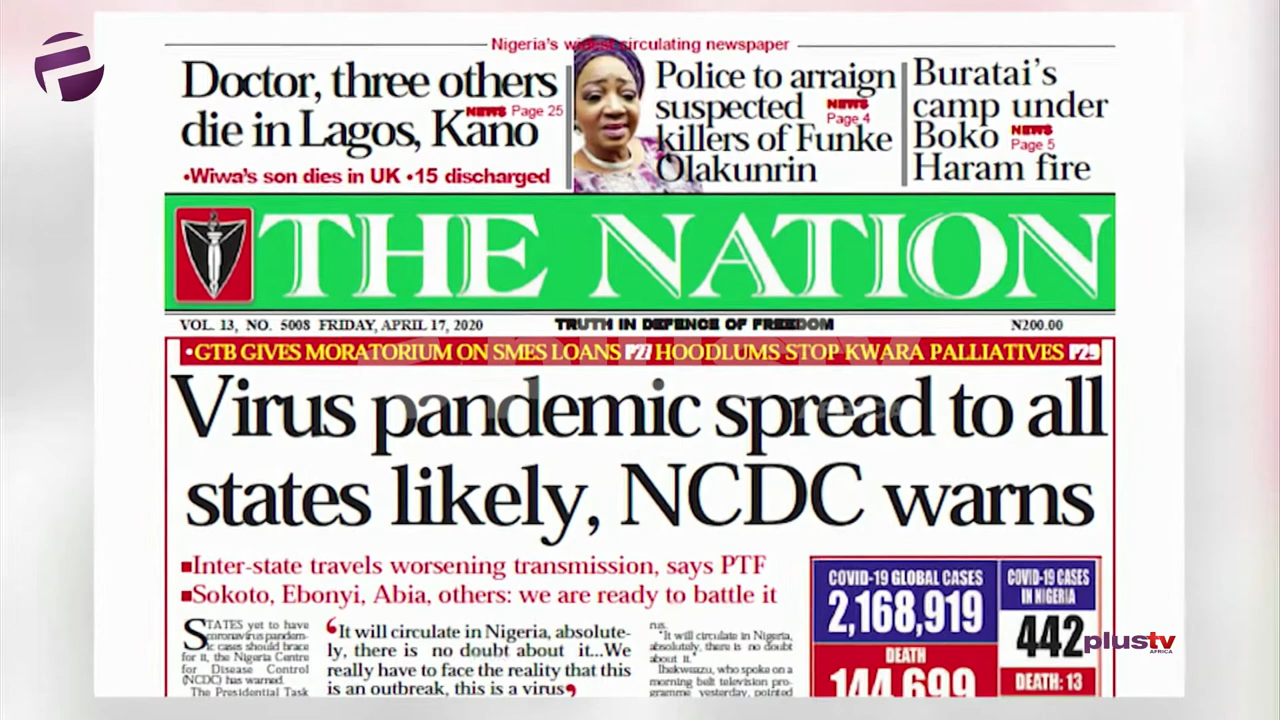 Nigeria's widest circulating newspaper
Doctor, three others
die in Lagos, Kano
NEWS Page 25
•Wiwa's son dies in UK •15 discharged
Police to arraign
suspected
killers of Funke
Olakunrin
NEWS
Page 4
Buratai's
camp under
Boko
Haram fire
NEWS
Page 5
THE NATION
VOL. 13, NO. 5008 FRIDAY, APRIL 17, 2020
TRUTH IN DEFENCE OF FREEDOM
N200.00
•GTB GIVES MORATORIUM ON SMES LOANS P27 HOODLUMS STOP KWARA PALLIATIVES P29
Virus pandemic spread to all
states likely, NCDC warns
■Inter-state travels worsening transmission, says PTF
■Sokoto, Ebonyi, Abia, others: we are ready to battle it
STATES yet to have
coronavirus pandem-
ic cases should brace
for it, the Nigeria Centre
for Disease Control
(NCDC) has warned.
The Presidential Task
‘It will circulate in Nigeria, absolute-
ly, there is no doubt about it...We
really have to face the reality that this
is an outbreak, this is a virus’
rus.
"It will circulate in Nigeria,
absolutely, there is no doubt
about it."
Ihekweazu, who spoke on a
morning belt television pro-
gramme yesterday, pointed
COVID-19 GLOBAL CASES
2,168,919
DEATH
144,699
COVID-19 CASES
IN NIGERIA
442
DEATH: 13
plustv
AFRICA